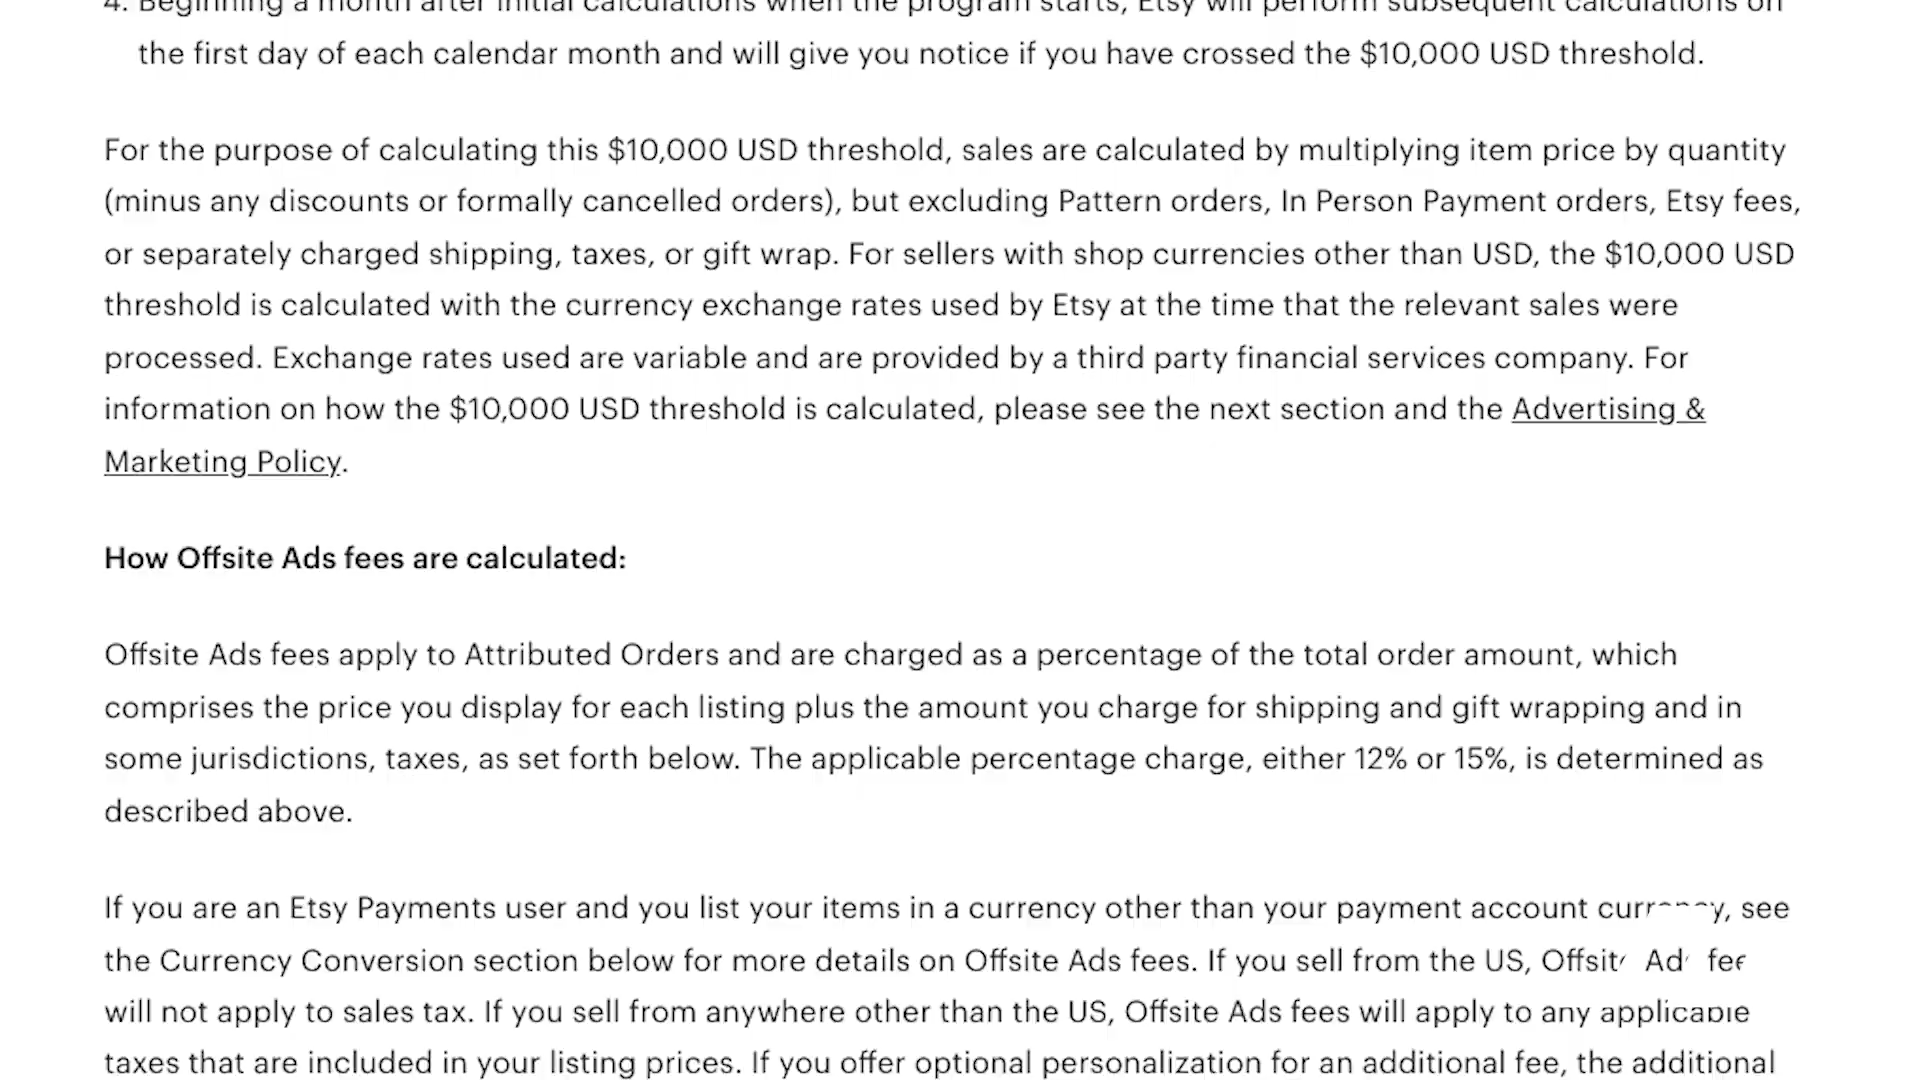 4. Beginning a month after initial calculations when the program starts, Etsy will perform subsequent calculations on
the first day of each calendar month and will give you notice if you have crossed the $10,000 USD threshold.
For the purpose of calculating this $10,000 USD threshold, sales are calculated by multiplying item price by quantity
(minus any discounts or formally cancelled orders), but excluding Pattern orders, In Person Payment orders, Etsy fees,
or separately charged shipping, taxes, or gift wrap. For sellers with shop currencies other than USD, the $10,000 USD
threshold is calculated with the currency exchange rates used by Etsy at the time that the relevant sales were
processed. Exchange rates used are variable and are provided by a third party financial services company. For
information on how the $10,000 USD threshold is calculated, please see the next section and the Advertising &
Marketing Policy.
How Offsite Ads fees are calculated:
Offsite Ads fees apply to Attributed Orders and are charged as a percentage of the total order amount, which
comprises the price you display for each listing plus the amount you charge for shipping and gift wrapping and in
some jurisdictions, taxes, as set forth below. The applicable percentage charge, either 12% or 15%, is determined as
described above.
If you are an Etsy Payments user and you list your items in a currency other than your payment account currency, see
the Currency Conversion section below for more details on Offsite Ads fees. If you sell from the US, Offsite Ads fees
will not apply to sales tax. If you sell from anywhere other than the US, Offsite Ads fees will apply to any applicable
taxes that are included in your listing prices. If you offer optional personalization for an additional fee, the additional